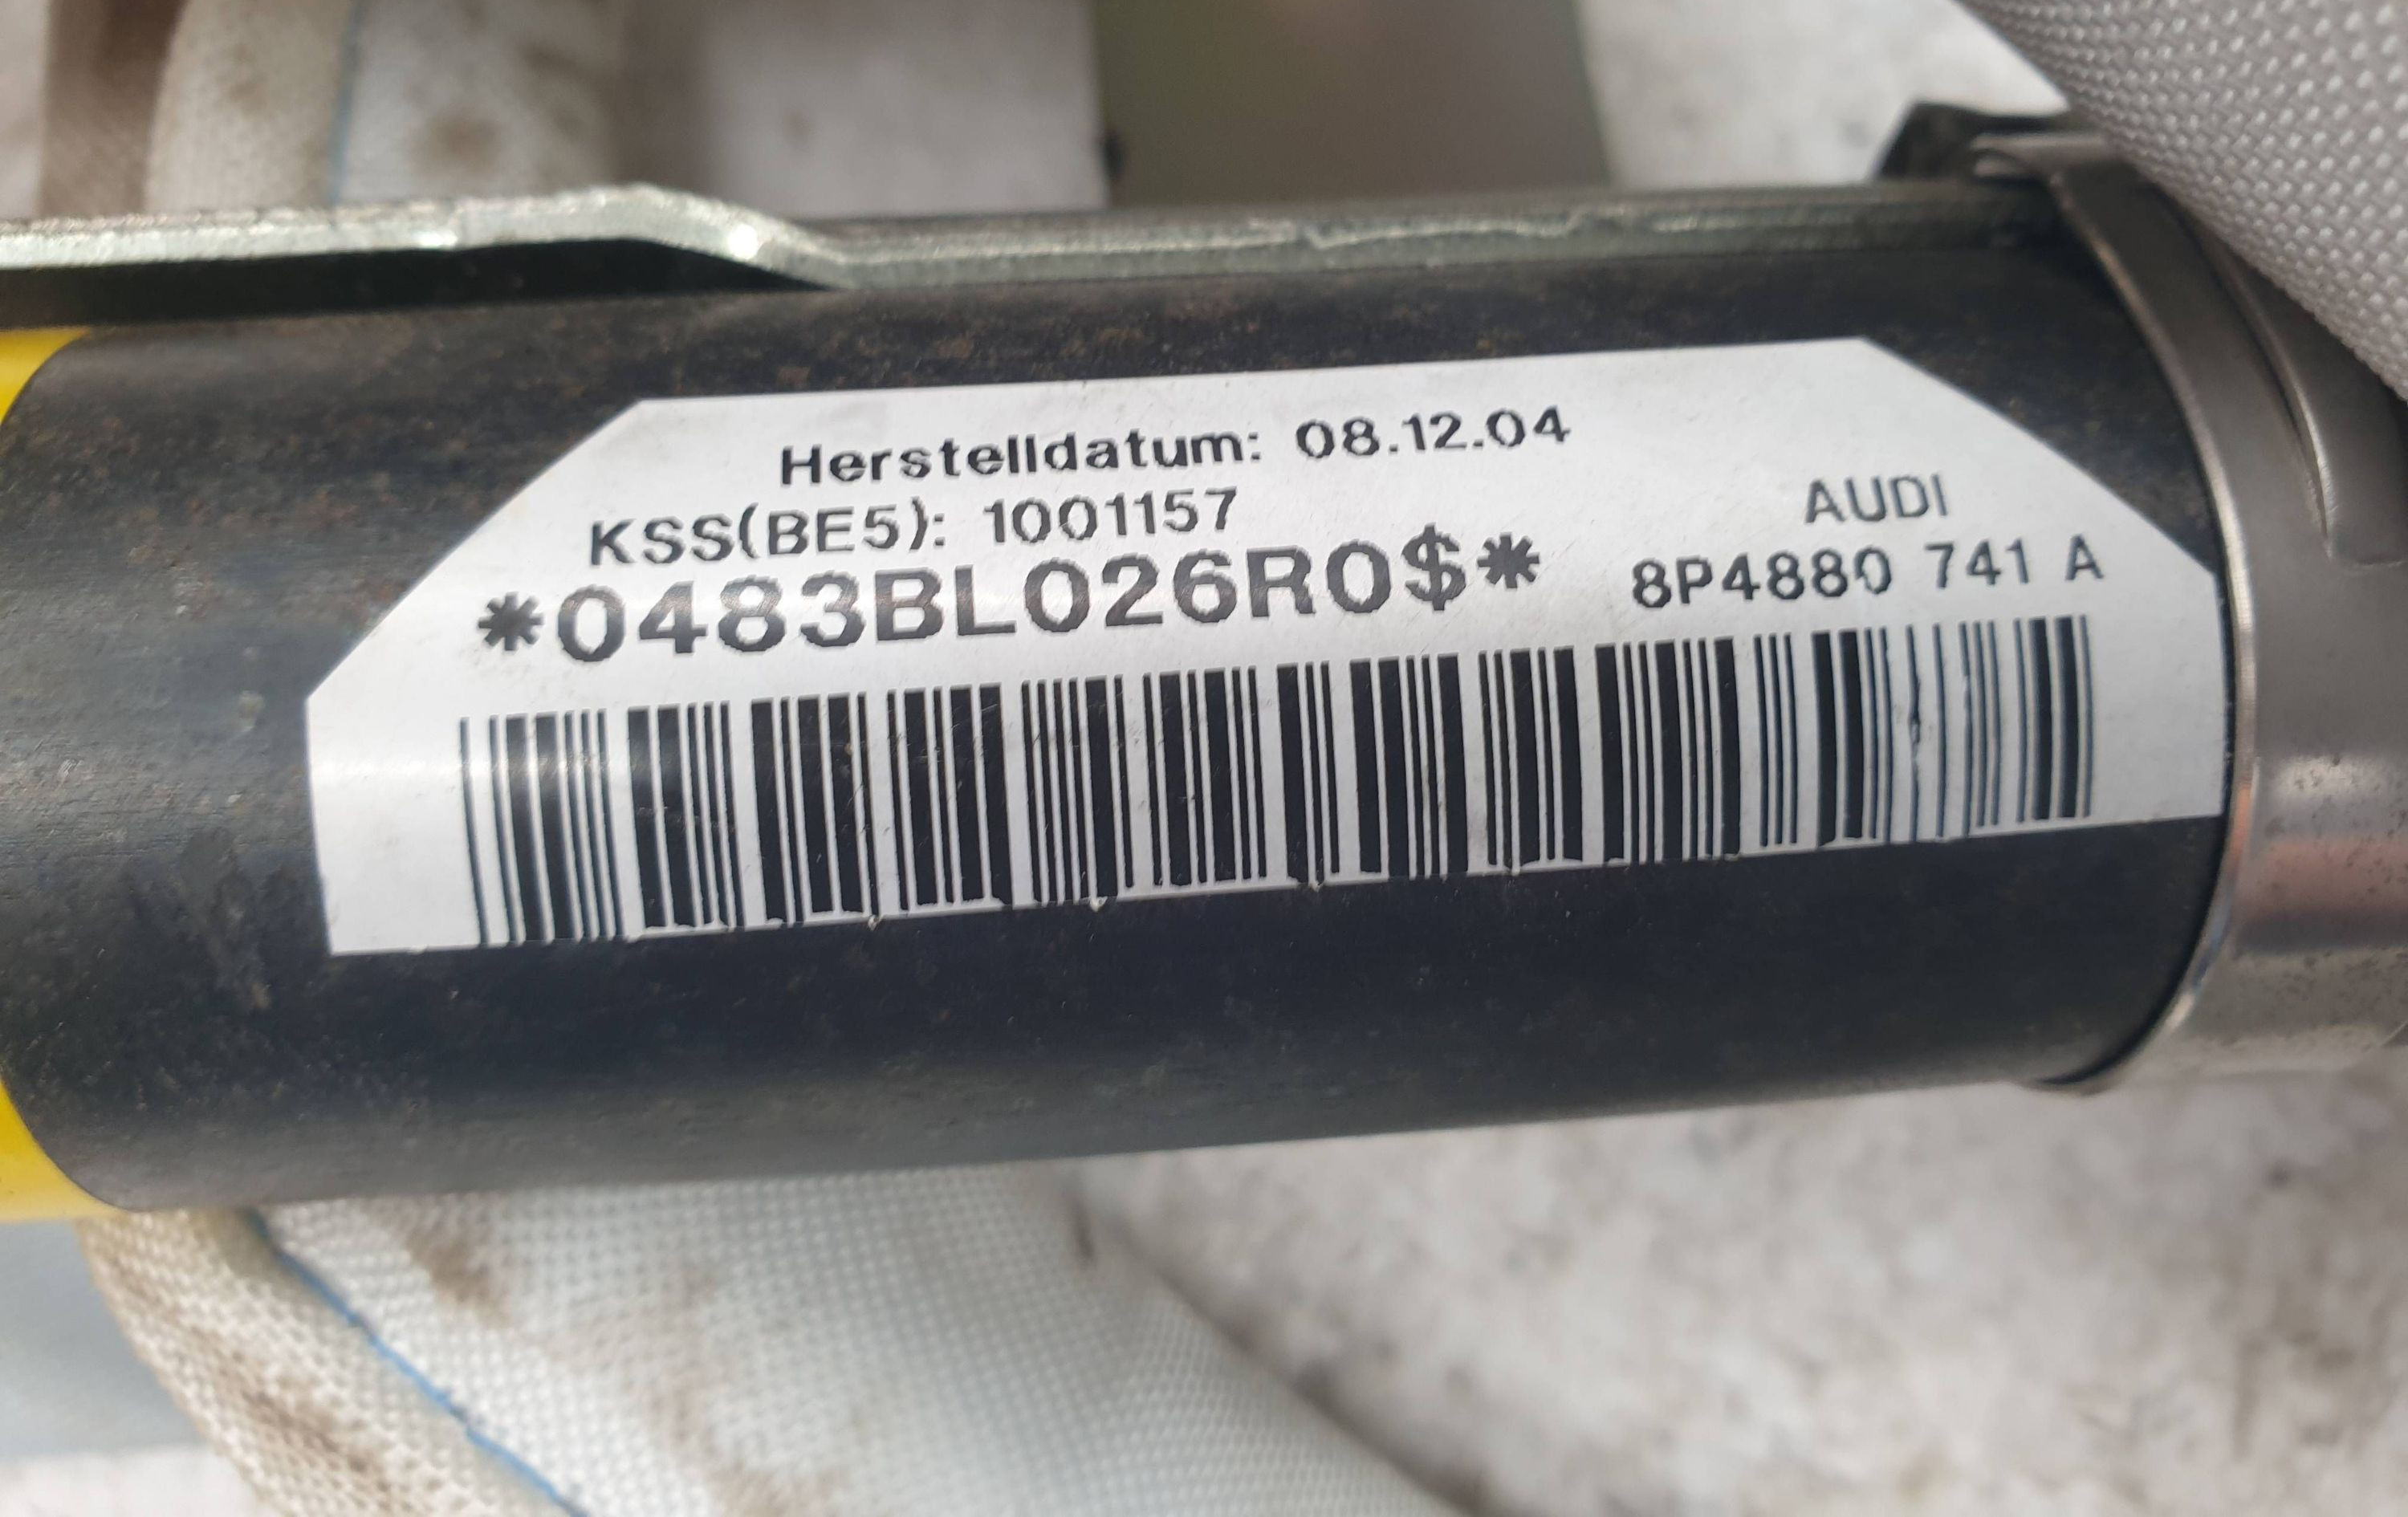 Herstelldatum: 08.12.04
KSS(BE5): 1001157
AUDI
*0483BL026R0$*
8P4880 741 A